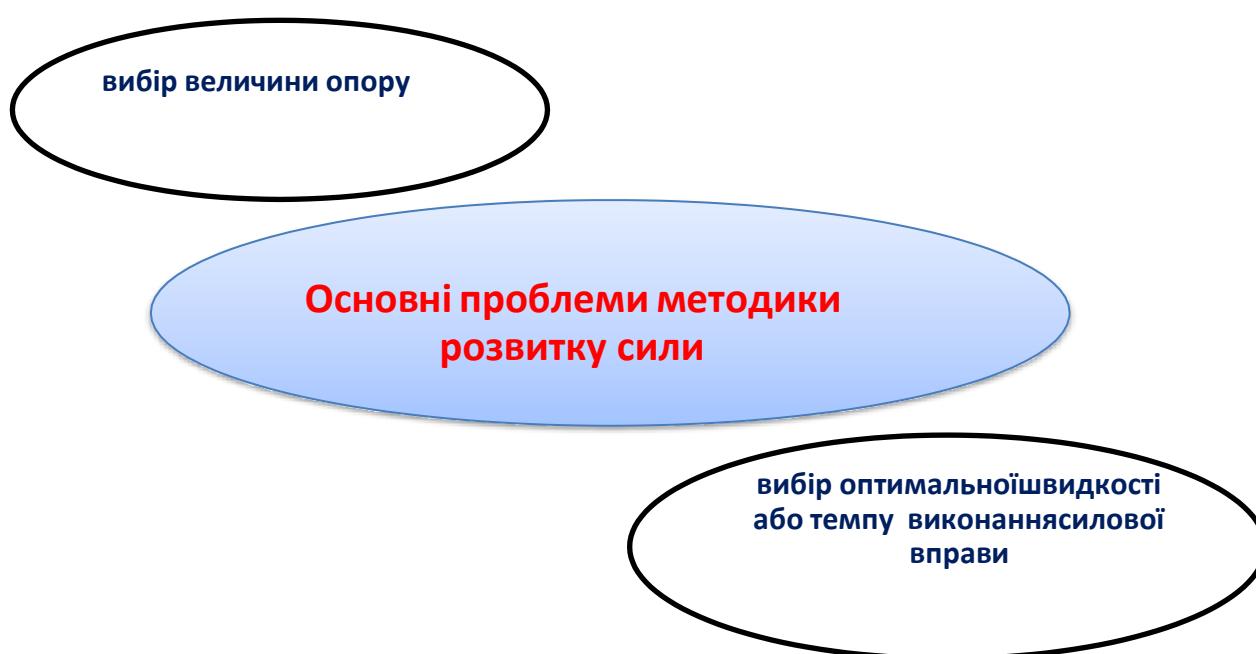 вибір величини опору
Основні проблеми методики
розвитку сили
вибір оптимальноїшвидкості
або темпу виконаннясилової
вправи